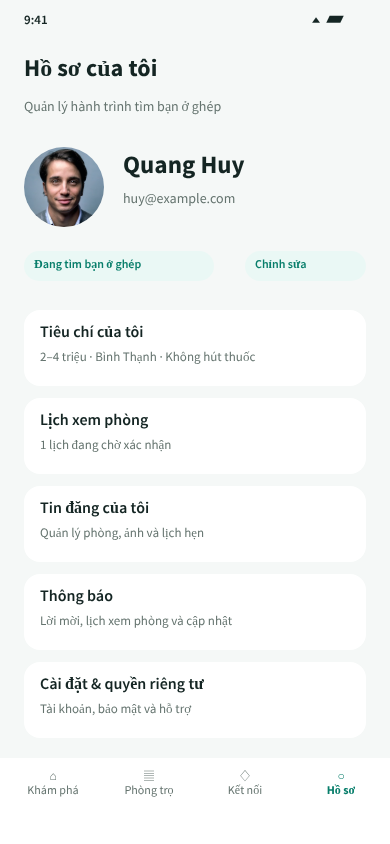 9:41
Hồ sơ của tôi
Quản lý hành trình tìm bạn ở ghép
Quang Huy
huy@example.com
Đang tìm bạn ở ghép
Chỉnh sửa
Tiêu chí của tôi
2–4 triệu · Bình Thạnh · Không hút thuốc
Lịch xem phòng
1 lịch đang chờ xác nhận
Tin đăng của tôi
Quản lý phòng, ảnh và lịch hẹn
Thông báo
Lời mời, lịch xem phòng và cập nhật
Cài đặt & quyền riêng tư
Tài khoản, bảo mật và hỗ trợ
Khám phá
Phòng trọ
Kết nối
Hồ sơ